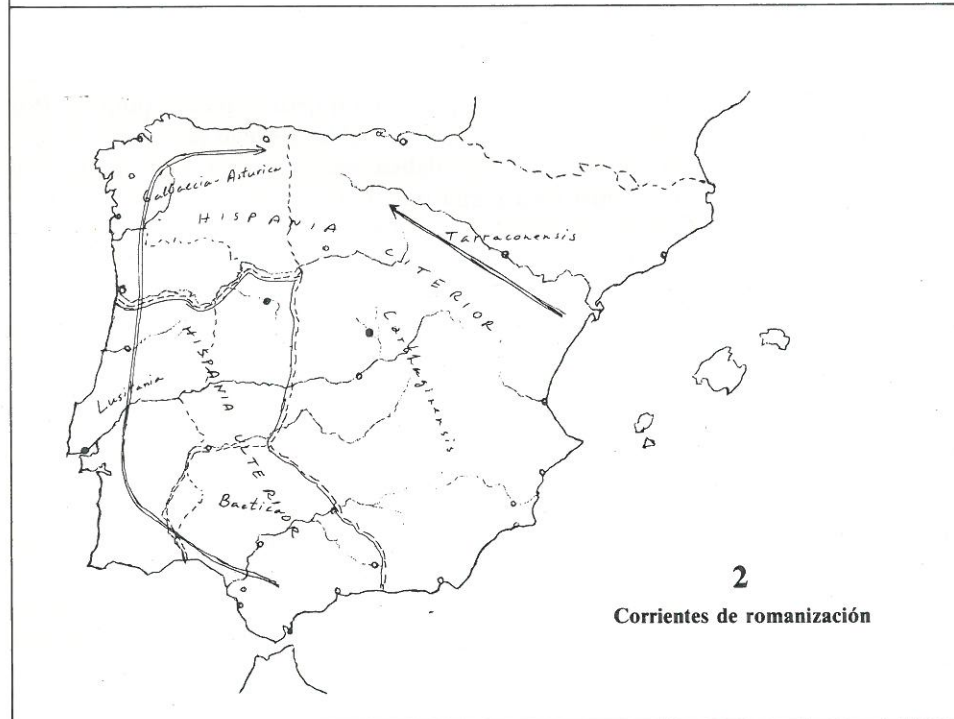 Gallaecia-Asturica
HISPANIA
CITERIOR
Tarraconensis
Carthaginensis
HISPANIA
ULTERIOR
Lusitania
Baetica
2
Corrientes de romanización